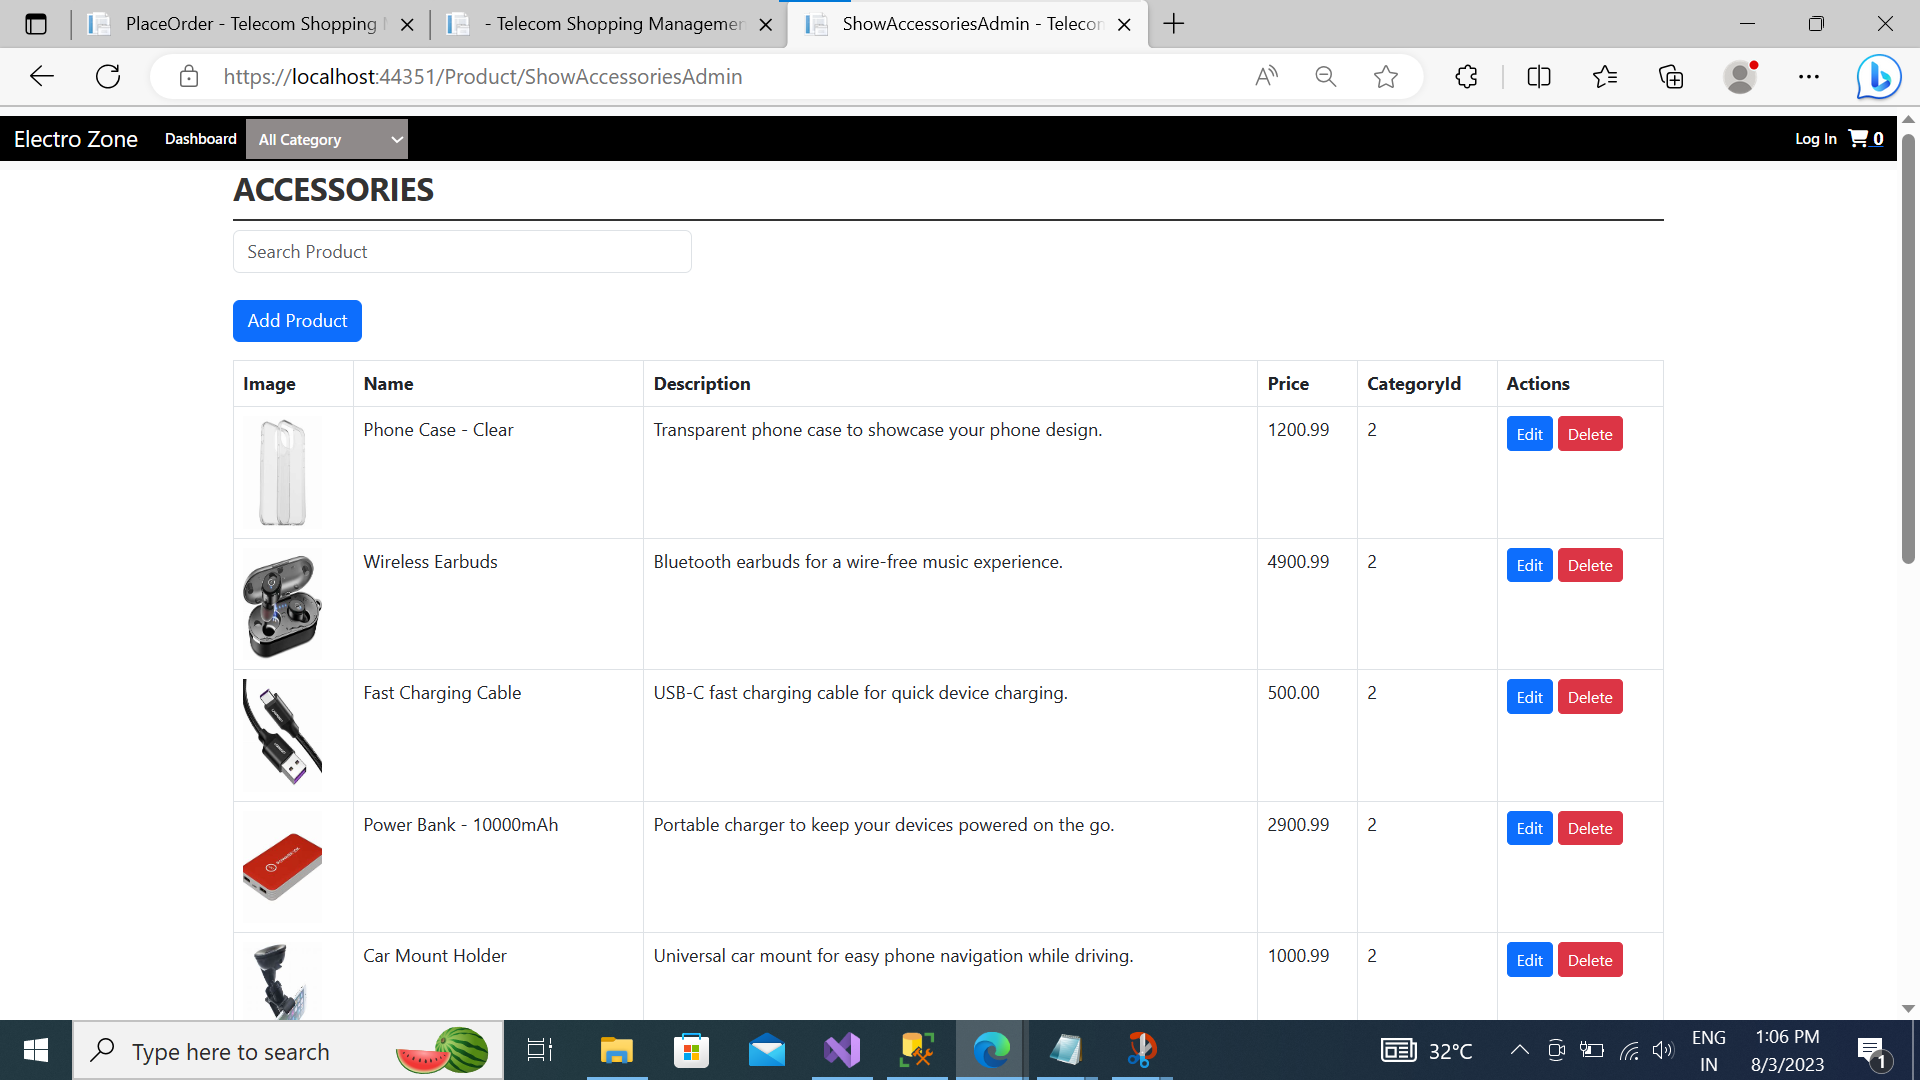 PlaceOrder - Telecom Shopping
- Telecom Shopping Managemen
ShowAccessoriesAdmin - Telecon
https://localhost:44351/Product/ShowAccessoriesAdmin
Electro Zone Dashboard All Category Log In 0
ACCESSORIES
Search Product
Add Product
Image Name Description Price CategoryId Actions
Phone Case - Clear Transparent phone case to showcase your phone design. 1200.99 2 Edit Delete
Wireless Earbuds Bluetooth earbuds for a wire-free music experience. 4900.99 2 Edit Delete
Fast Charging Cable USB-C fast charging cable for quick device charging. 500.00 2 Edit Delete
Power Bank - 10000mAh Portable charger to keep your devices powered on the go. 2900.99 2 Edit Delete
Car Mount Holder Universal car mount for easy phone navigation while driving. 1000.99 2 Edit Delete
Type here to search
32°C
ENG
IN
1:06 PM
8/3/2023
1